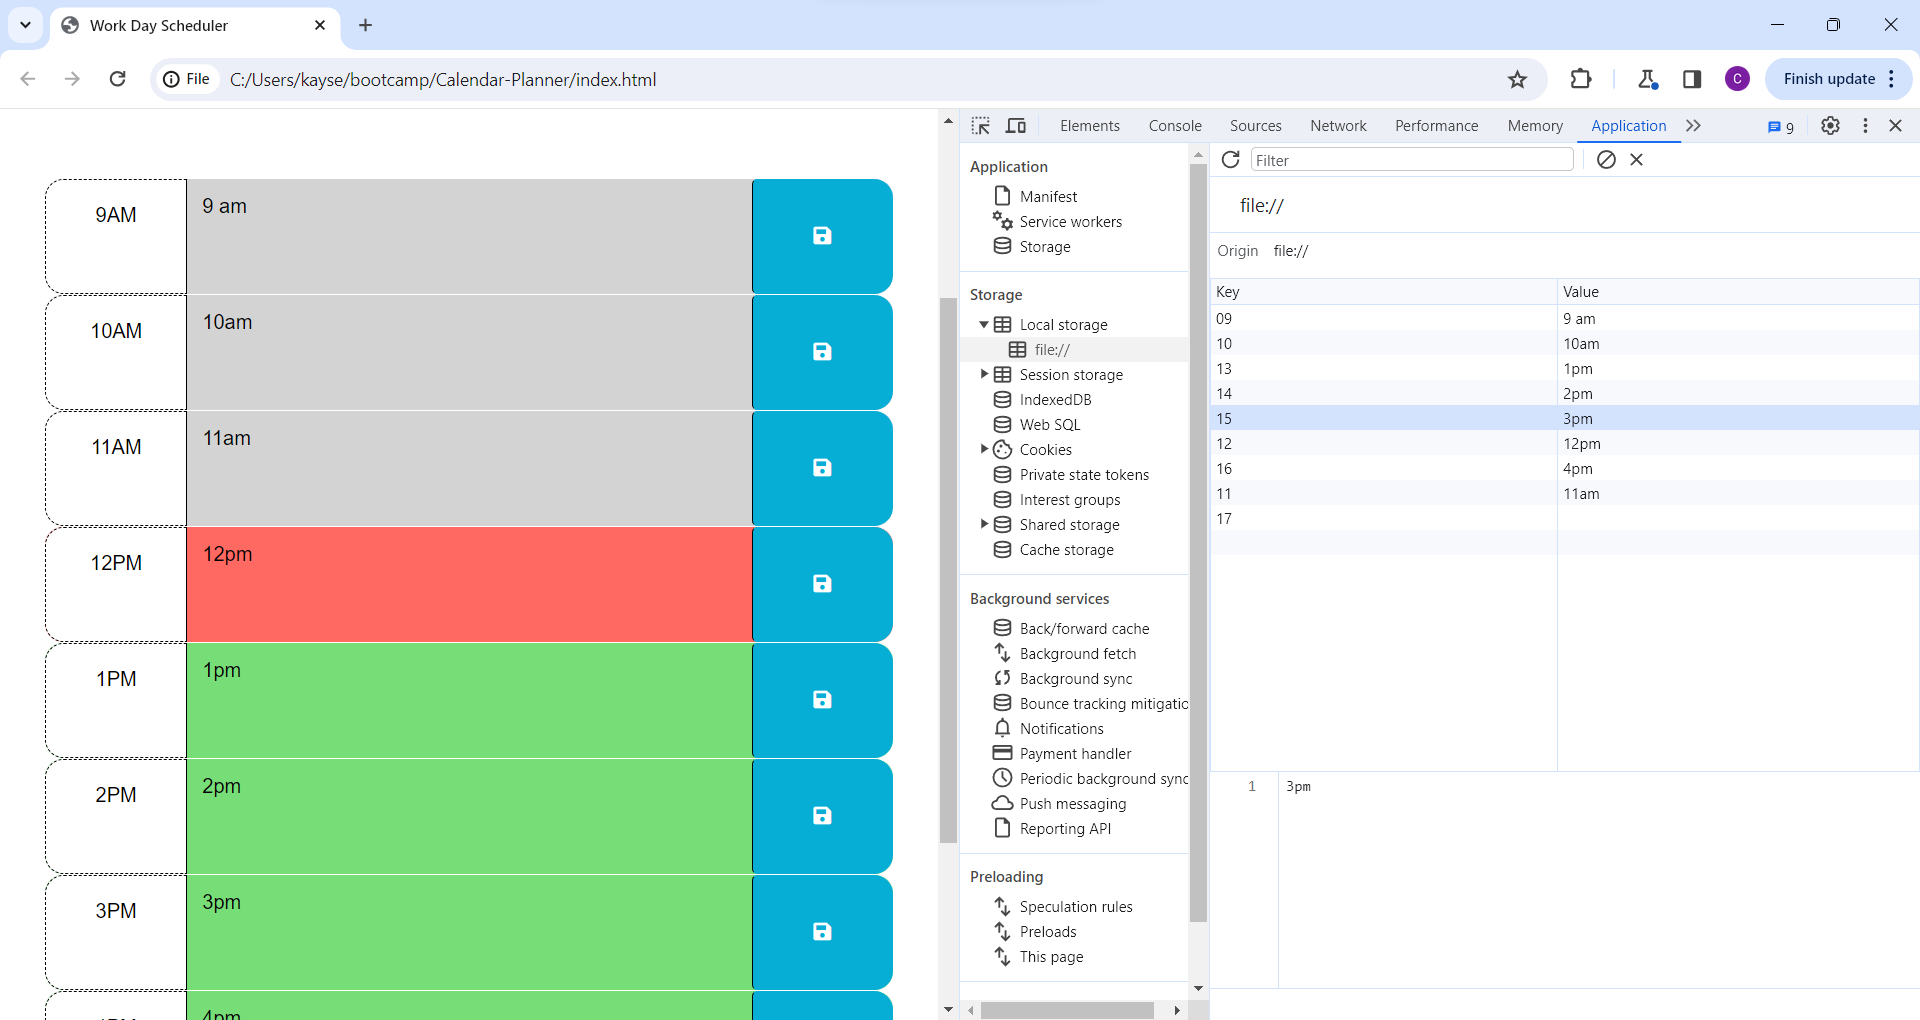 Work Day Scheduler
File C:/Users/kayse/bootcamp/Calendar-Planner/index.html
C
Finish update
9AM
9 am
10AM
10am
11AM
11am
12PM
12pm
1PM
1pm
2PM
2pm
3PM
3pm
4pm
Elements Console Sources Network Performance Memory Application 9
Application
Manifest
Service workers
Storage
Storage
Local storage
file://
Session storage
IndexedDB
Web SQL
Cookies
Private state tokens
Interest groups
Shared storage
Cache storage
Background services
Back/forward cache
Background fetch
Background sync
Bounce tracking mitigatio
Notifications
Payment handler
Periodic background sync
Push messaging
Reporting API
Preloading
Speculation rules
Preloads
This page
Filter
file://
Origin file://
Key Value
09 9 am
10 10am
13 1pm
14 2pm
15 3pm
12 12pm
16 4pm
11 11am
17
1 3pm